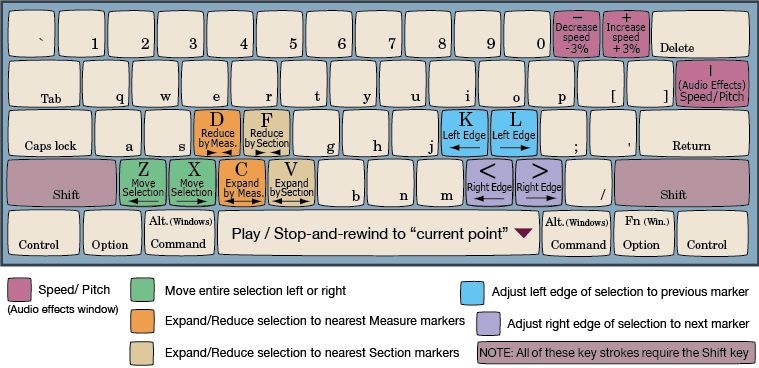 ` 1 2 3 4 5 6 7 8 9 0 − Decrease speed -3% + Increase speed +3% Delete
Tab q w e r t y u i o p [ ] | (Audio Effects) Speed/Pitch
Caps lock a s D Reduce by Meas. F Reduce by Section g h j K Left Edge L Left Edge ; ' Return
Shift Z Move Selection X Move Selection C Expand by Meas. V Expand by Section b n m < Right Edge > Right Edge / Shift
Control Option Alt. (Windows) Command Play / Stop-and-rewind to “current point” Alt. (Windows) Command Fn (Win.) Option Control
Speed/ Pitch
(Audio effects window)
Move entire selection left or right
Expand/Reduce selection to nearest Measure markers
Expand/Reduce selection to nearest Section markers
Adjust left edge of selection to previous marker
Adjust right edge of selection to next marker
NOTE: All of these key strokes require the Shift key